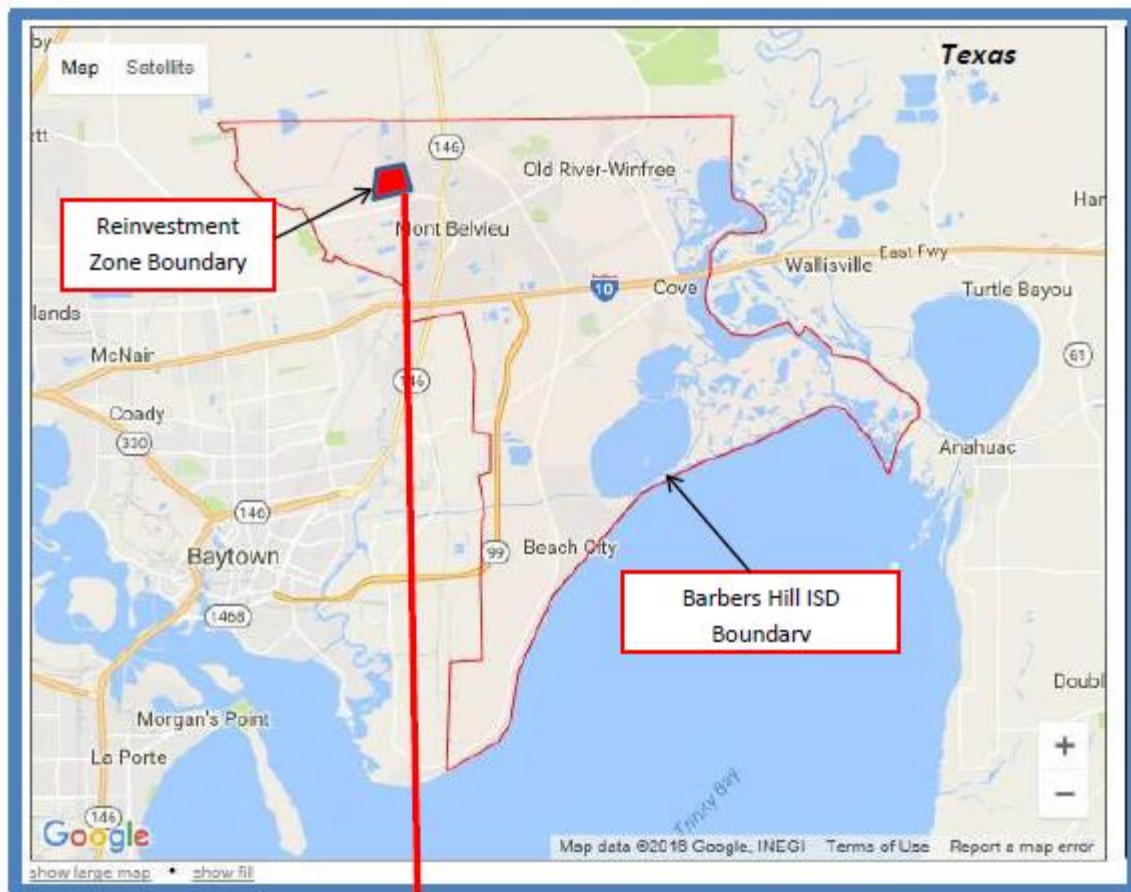 by
Texas
Map Satellite
tt
146
Old River-Winfree
Har
Reinvestment
Zone Boundary
Mont Belvieu
East Fwy
Wallisville
10
Cove
Turtle Bayou
lands
McNair
61
146
Coady
330
Anahuac
146
99
Beach City
Baytown
Barbers Hill ISD
Boundary
146B
Doubl
Morgan's Point
+
La Porte
−
Trinity Bay
146
Google
Map data ©2018 Google, INEGI Terms of Use Report a map error
show large map • show fill